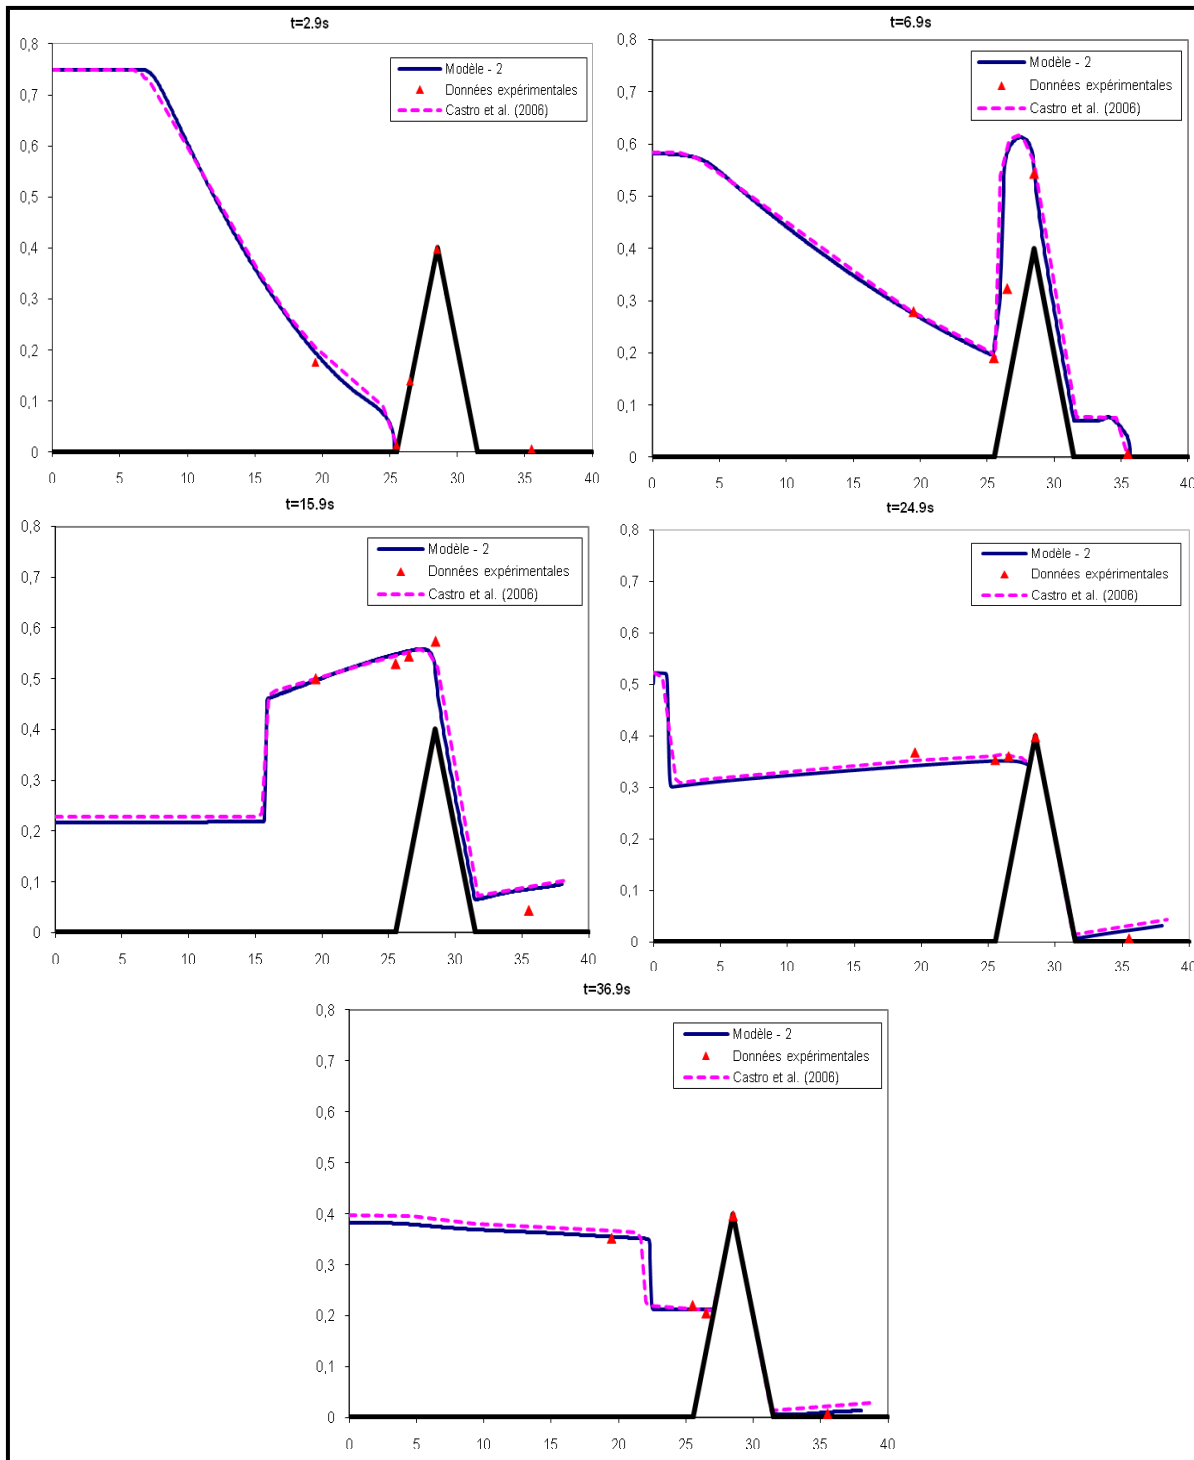 t=2.9s
0,8
0,7
0,6
0,5
0,4
0,3
0,2
0,1
0
0 5 10 15 20 25 30 35 40
Modèle - 2
Données expérimentales
Castro et al. (2006)
t=6.9s
0,8
0,7
0,6
0,5
0,4
0,3
0,2
0,1
0
0 5 10 15 20 25 30 35 40
Modèle - 2
Données expérimentales
Castro et al. (2006)
t=15.9s
0,8
0,7
0,6
0,5
0,4
0,3
0,2
0,1
0
0 5 10 15 20 25 30 35 40
Modèle - 2
Données expérimentales
Castro et al. (2006)
t=24.9s
0,8
0,7
0,6
0,5
0,4
0,3
0,2
0,1
0
0 5 10 15 20 25 30 35 40
Modèle - 2
Données expérimentales
Castro et al. (2006)
t=36.9s
0,8
0,7
0,6
0,5
0,4
0,3
0,2
0,1
0
0 5 10 15 20 25 30 35 40
Modèle - 2
Données expérimentales
Castro et al. (2006)